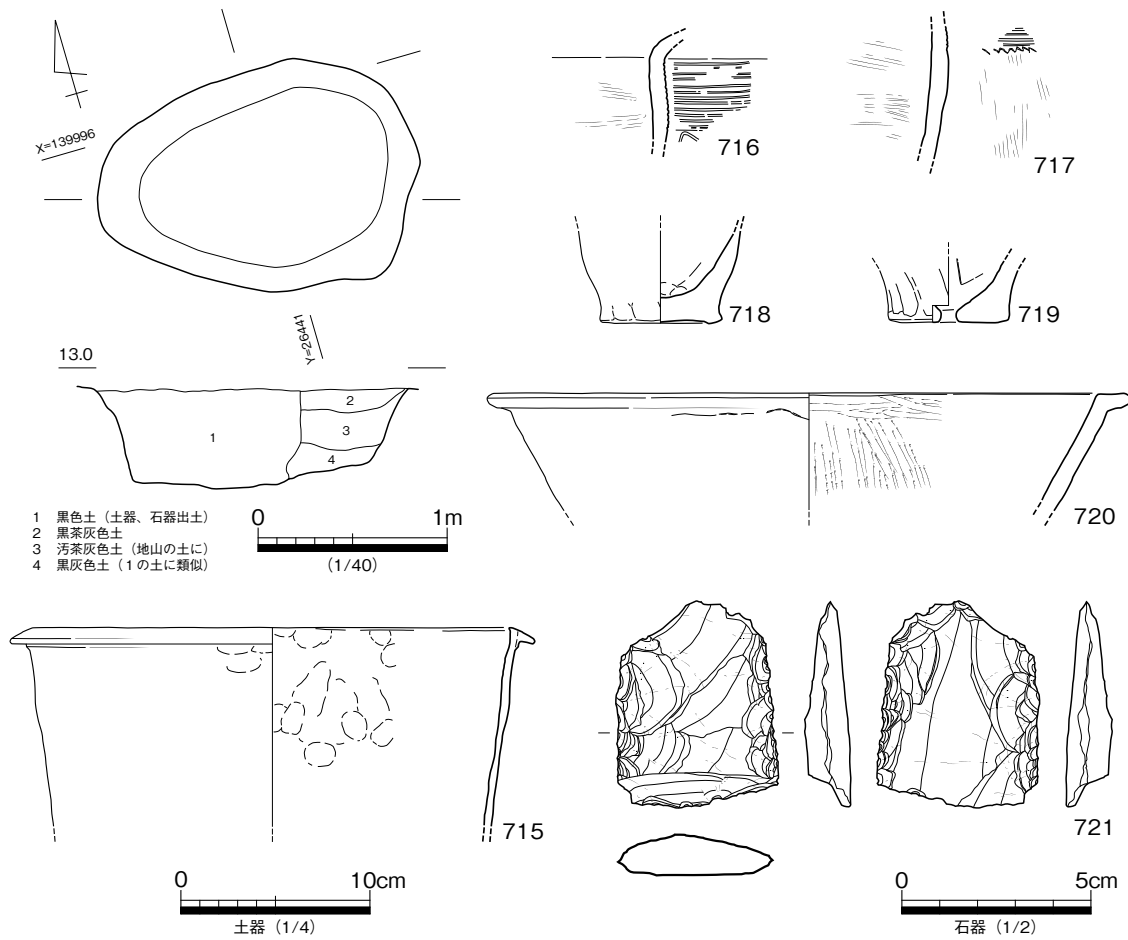 X=139996
Y=26441
13.0
1
2
3
4
1 黒色土（土器、石器出土）
2 黒茶灰色土
3 汚茶灰色土（地山の土に）
4 黒灰色土（１の土に類似）
0 1m
(1/40)
716
717
718
719
720
715
721
0 10cm
土器（1/4）
0 5cm
石器（1/2）